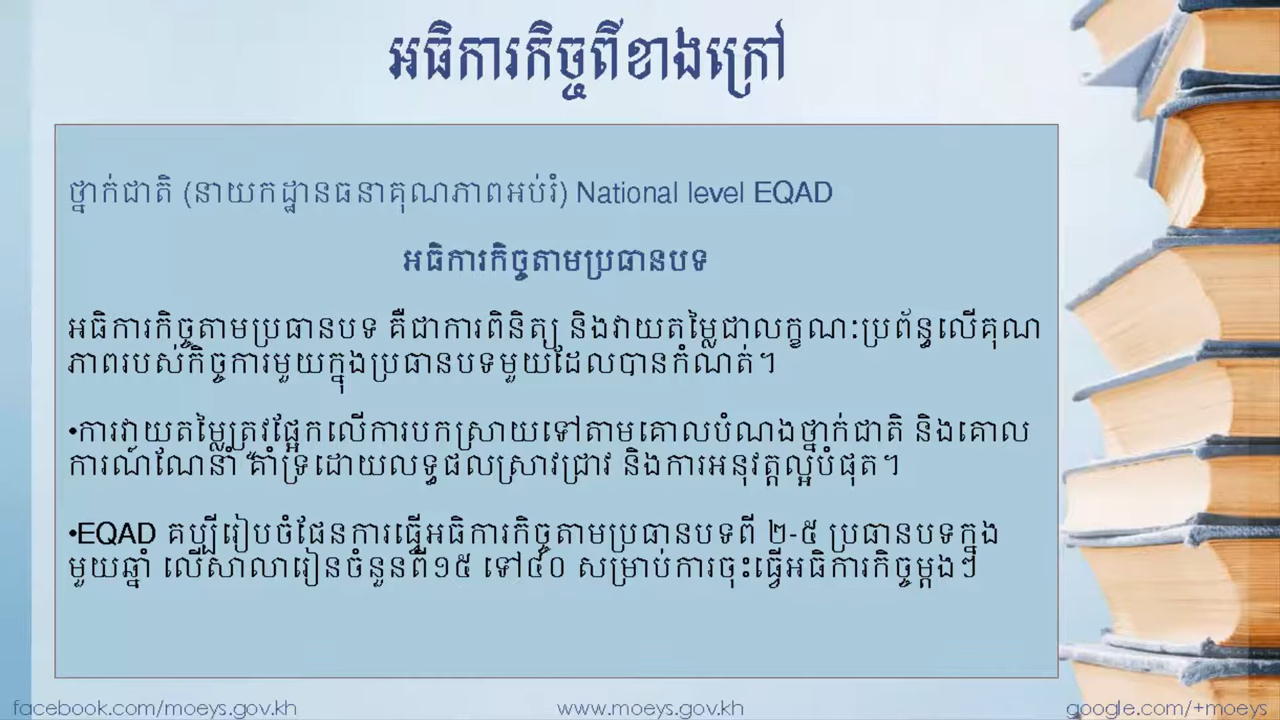 អធិការកិច្ចពីខាងក្រៅ
ថ្នាក់ជាតិ (នាយកដ្ឋានធនាគុណភាពអប់រំ) National level EQAD
អធិការកិច្ចតាមប្រធានបទ
អធិការកិច្ចតាមប្រធានបទ គឺជាការពិនិត្យ និងវាយតម្លៃជាលក្ខណៈប្រព័ន្ធលើគុណ
ភាពរបស់កិច្ចការមួយក្នុងប្រធានបទមួយដែលបានកំណត់។
•ការវាយតម្លៃត្រូវផ្អែកលើការបកស្រាយទៅតាមគោលបំណងថ្នាក់ជាតិ និងគោល
ការណ៍ណែនាំ គាំទ្រដោយលទ្ធផលស្រាវជ្រាវ និងការអនុវត្តល្អបំផុត។
•EQAD គប្បីរៀបចំផែនការធ្វើអធិការកិច្ចតាមប្រធានបទពី ២-៥ ប្រធានបទក្នុង
មួយឆ្នាំ លើសាលារៀនចំនួនពី១៥ ទៅ៤០ សម្រាប់ការចុះធ្វើអធិការកិច្ចម្តងៗ
facebook.com/moeys.gov.kh
www.moeys.gov.kh
google.com/+moeys